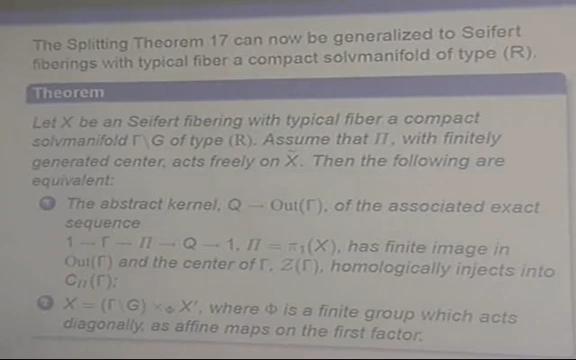 The Splitting Theorem 17 can now be generalized to Seifert
fiberings with typical fiber a compact solvmanifold of type (R).
Theorem
Let X be an Seifert fibering with typical fiber a compact
solvmanifold Γ\G of type (R). Assume that Π, with finitely
generated center, acts freely on X̃. Then the following are
equivalent:
1 The abstract kernel, Q → Out(Γ), of the associated exact
sequence
1 → Γ → Π → Q → 1, Π = π₁(X), has finite image in
Out(Γ) and the center of Γ, Z(Γ), homologically injects into
C_Π(Γ);
2 X = (Γ\G) ×_Φ X′, where Φ is a finite group which acts
diagonally, as affine maps on the first factor.